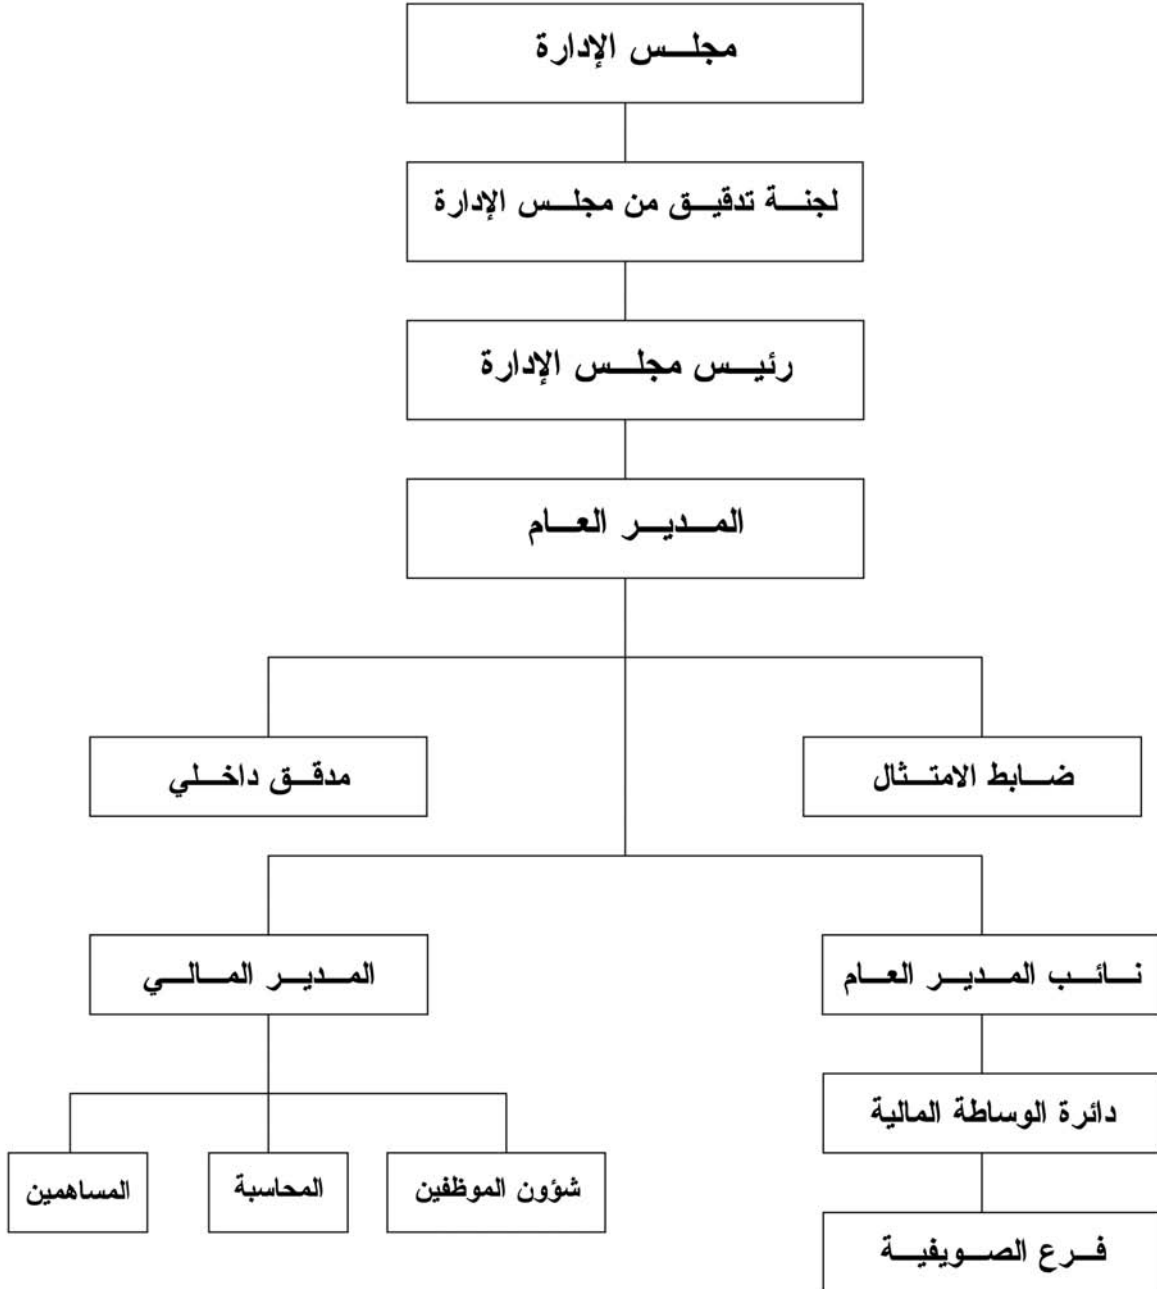 مجلـــس الإدارة
لجنـــة تدقيـــق من مجلـــس الإدارة
رئيـــس مجلـــس الإدارة
المـــديـــر العـــام
ضـــابط الامتـــثال
مدقـــق داخـــلي
نـــائـــب المـــديـــر العـــام
المـــديـــر المـــالـــي
دائرة الوساطة المالية
شؤون الموظفين
المحاسبة
المساهمين
فـــرع الصـــويفيـــة